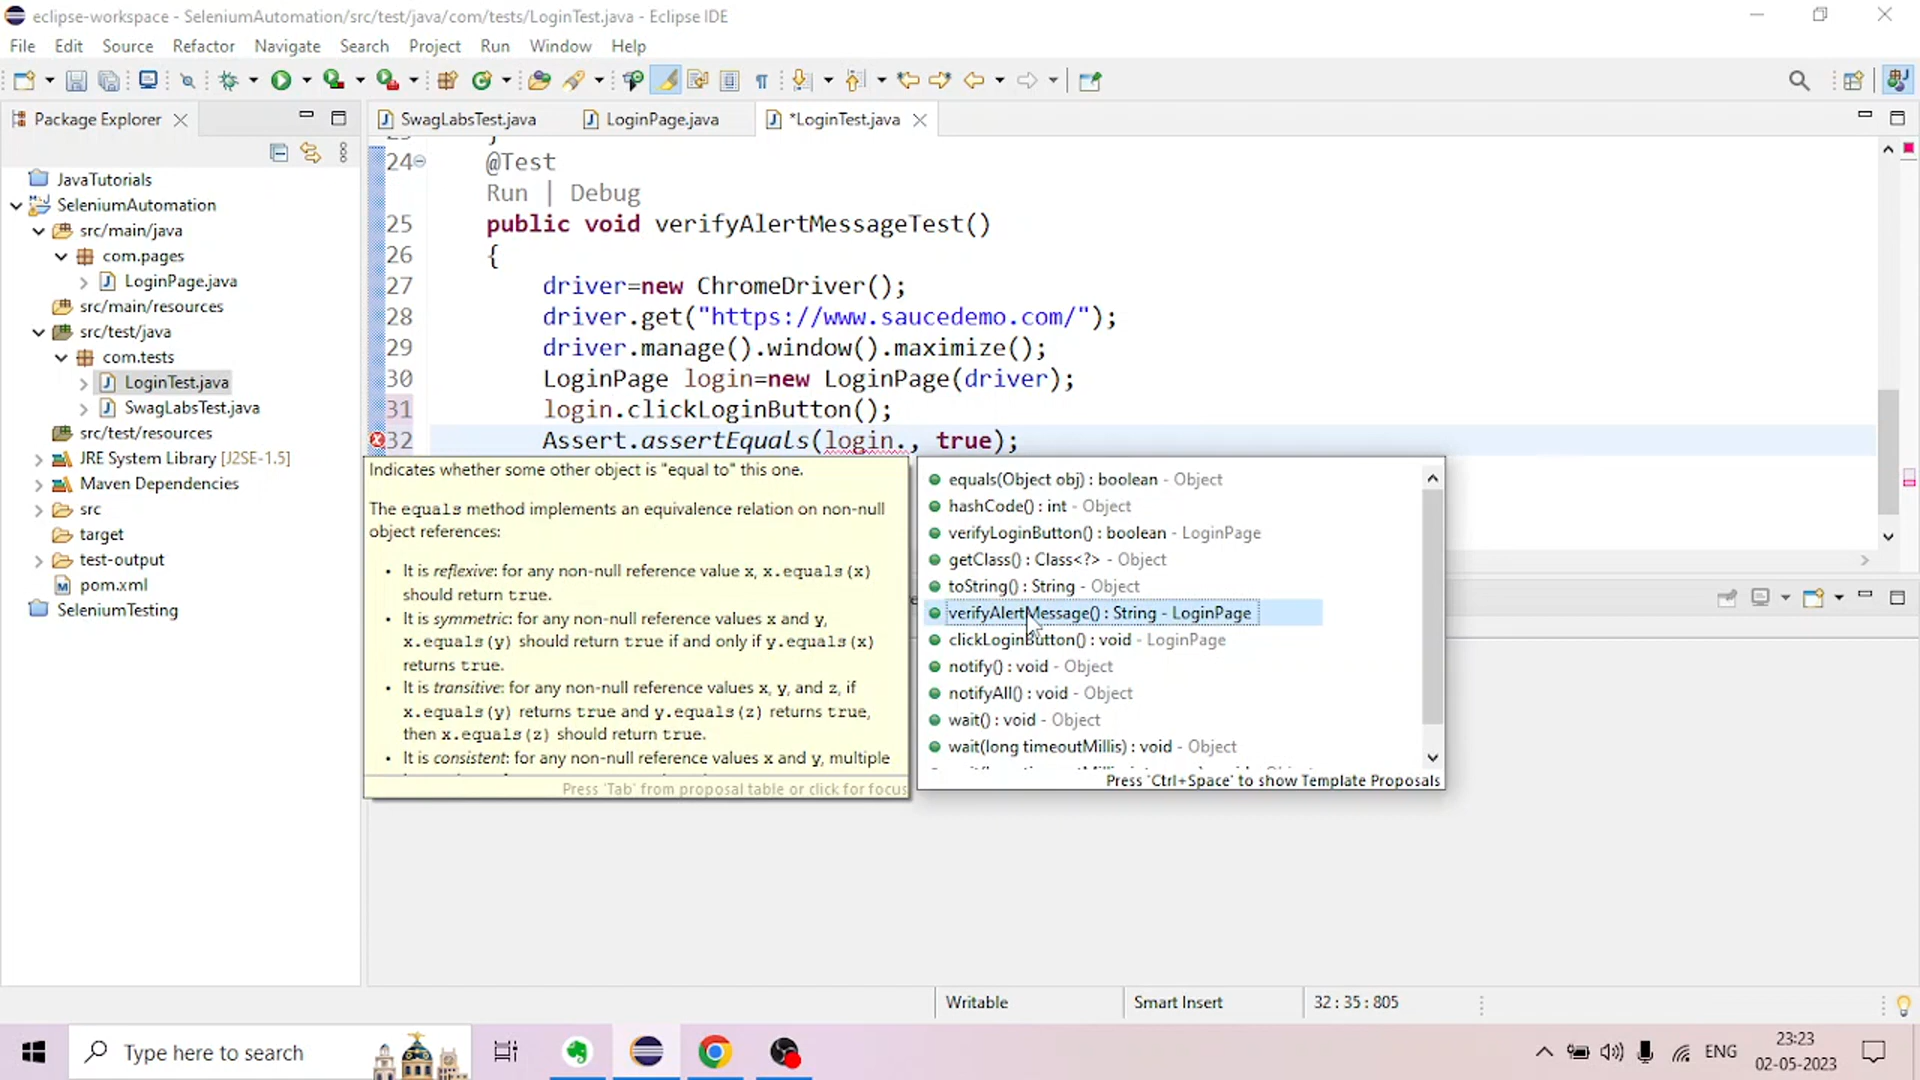 eclipse-workspace - SeleniumAutomation/src/test/java/com/tests/LoginTest.java - Eclipse IDE
File Edit Source Refactor Navigate Search Project Run Window Help
Package Explorer
SwagLabsTest.java
LoginPage.java
*LoginTest.java
JavaTutorials
SeleniumAutomation
src/main/java
com.pages
LoginPage.java
src/main/resources
src/test/java
com.tests
LoginTest.java
SwagLabsTest.java
src/test/resources
JRE System Library [J2SE-1.5]
Maven Dependencies
src
target
test-output
pom.xml
SeleniumTesting
24 @Test
Run | Debug
25 public void verifyAlertMessageTest()
26 {
27 driver=new ChromeDriver();
28 driver.get("https://www.saucedemo.com/");
29 driver.manage().window().maximize();
30 LoginPage login=new LoginPage(driver);
31 login.clickLoginButton();
32 Assert.assertEquals(login., true);
Indicates whether some other object is "equal to" this one.
The equals method implements an equivalence relation on non-null
object references:
• It is reflexive: for any non-null reference value x, x.equals(x)
should return true.
• It is symmetric: for any non-null reference values x and y,
x.equals(y) should return true if and only if y.equals(x)
returns true.
• It is transitive: for any non-null reference values x, y, and z, if
x.equals(y) returns true and y.equals(z) returns true,
then x.equals(z) should return true.
• It is consistent: for any non-null reference values x and y, multiple
Press 'Tab' from proposal table or click for focus
equals(Object obj) : boolean - Object
hashCode() : int - Object
verifyLoginButton() : boolean - LoginPage
getClass() : Class<?> - Object
toString() : String - Object
verifyAlertMessage() : String - LoginPage
clickLoginButton() : void - LoginPage
notify() : void - Object
notifyAll() : void - Object
wait() : void - Object
wait(long timeoutMillis) : void - Object
Press 'Ctrl+Space' to show Template Proposals
Writable
Smart Insert
32 : 35 : 805
Type here to search
ENG
23:23
02-05-2023